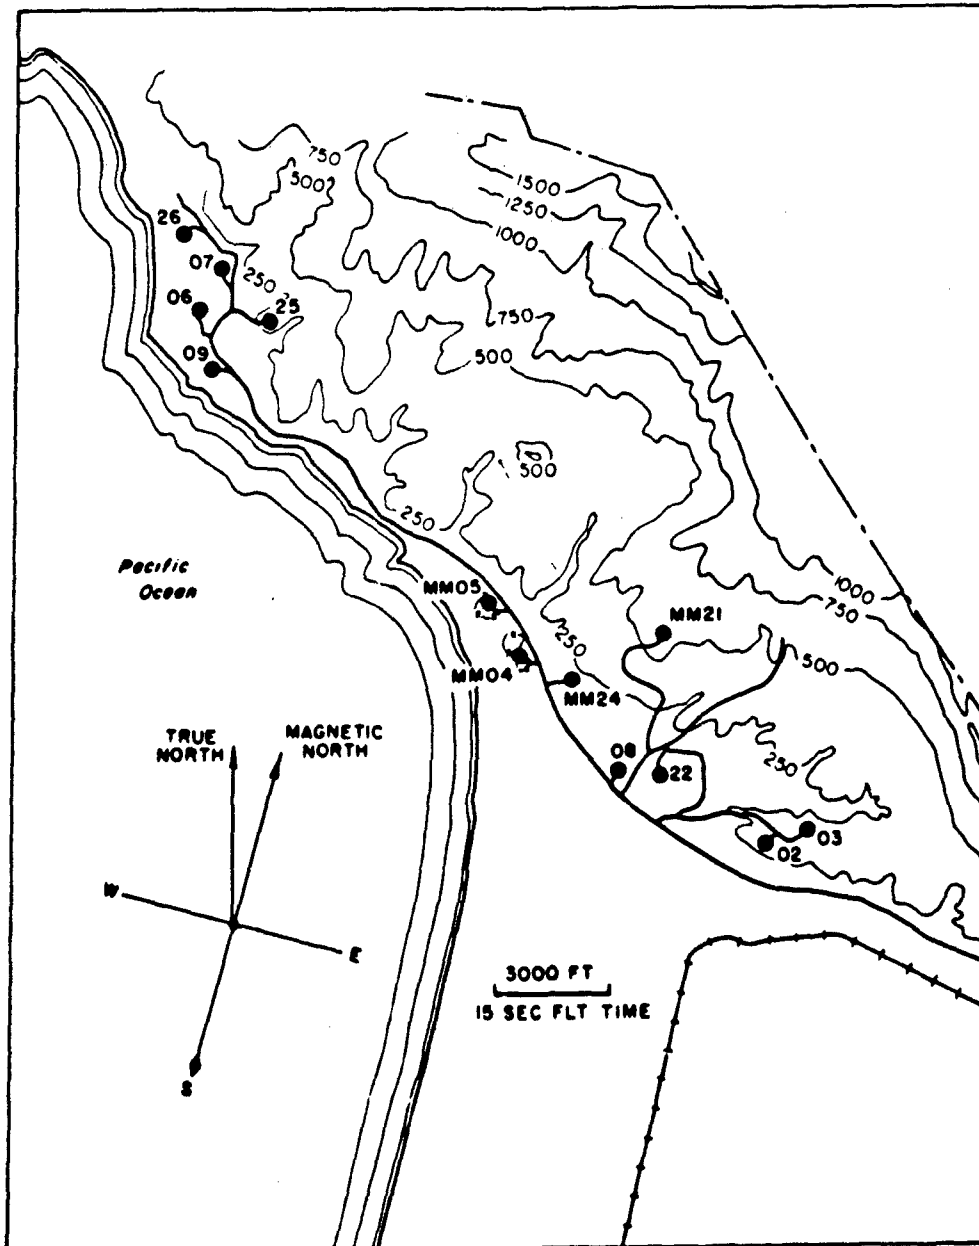 750
500
1500
1250
1000
26
07
250
06
25
750
09
500
500
250
Pacific
Ocean
MM05
MM21
1000
750
250
500
MM04
MM24
TRUE
NORTH
MAGNETIC
NORTH
08
22
250
03
02
W
E
3000 FT
15 SEC FLT TIME
S